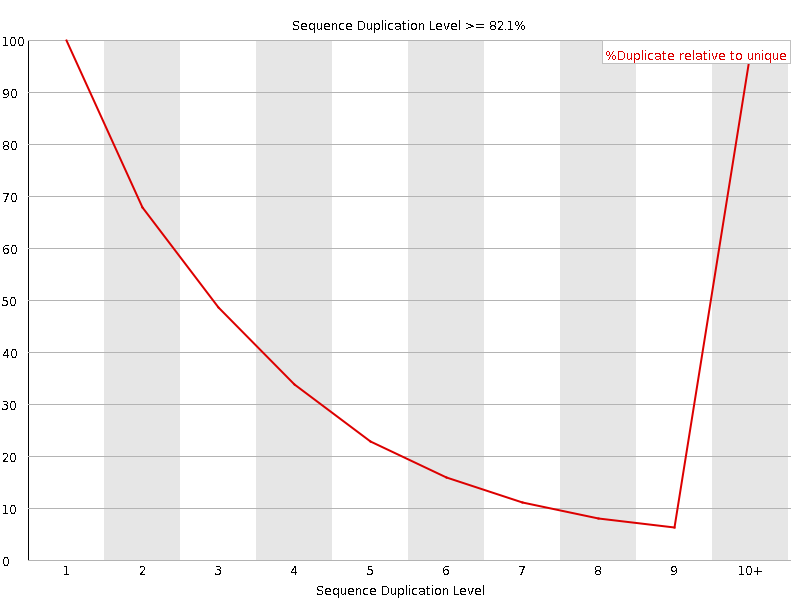 Sequence Duplication Level >= 82.1%
%Duplicate relative to unique
100
90
80
70
60
50
40
30
20
10
0
1 2 3 4 5 6 7 8 9 10+
Sequence Duplication Level